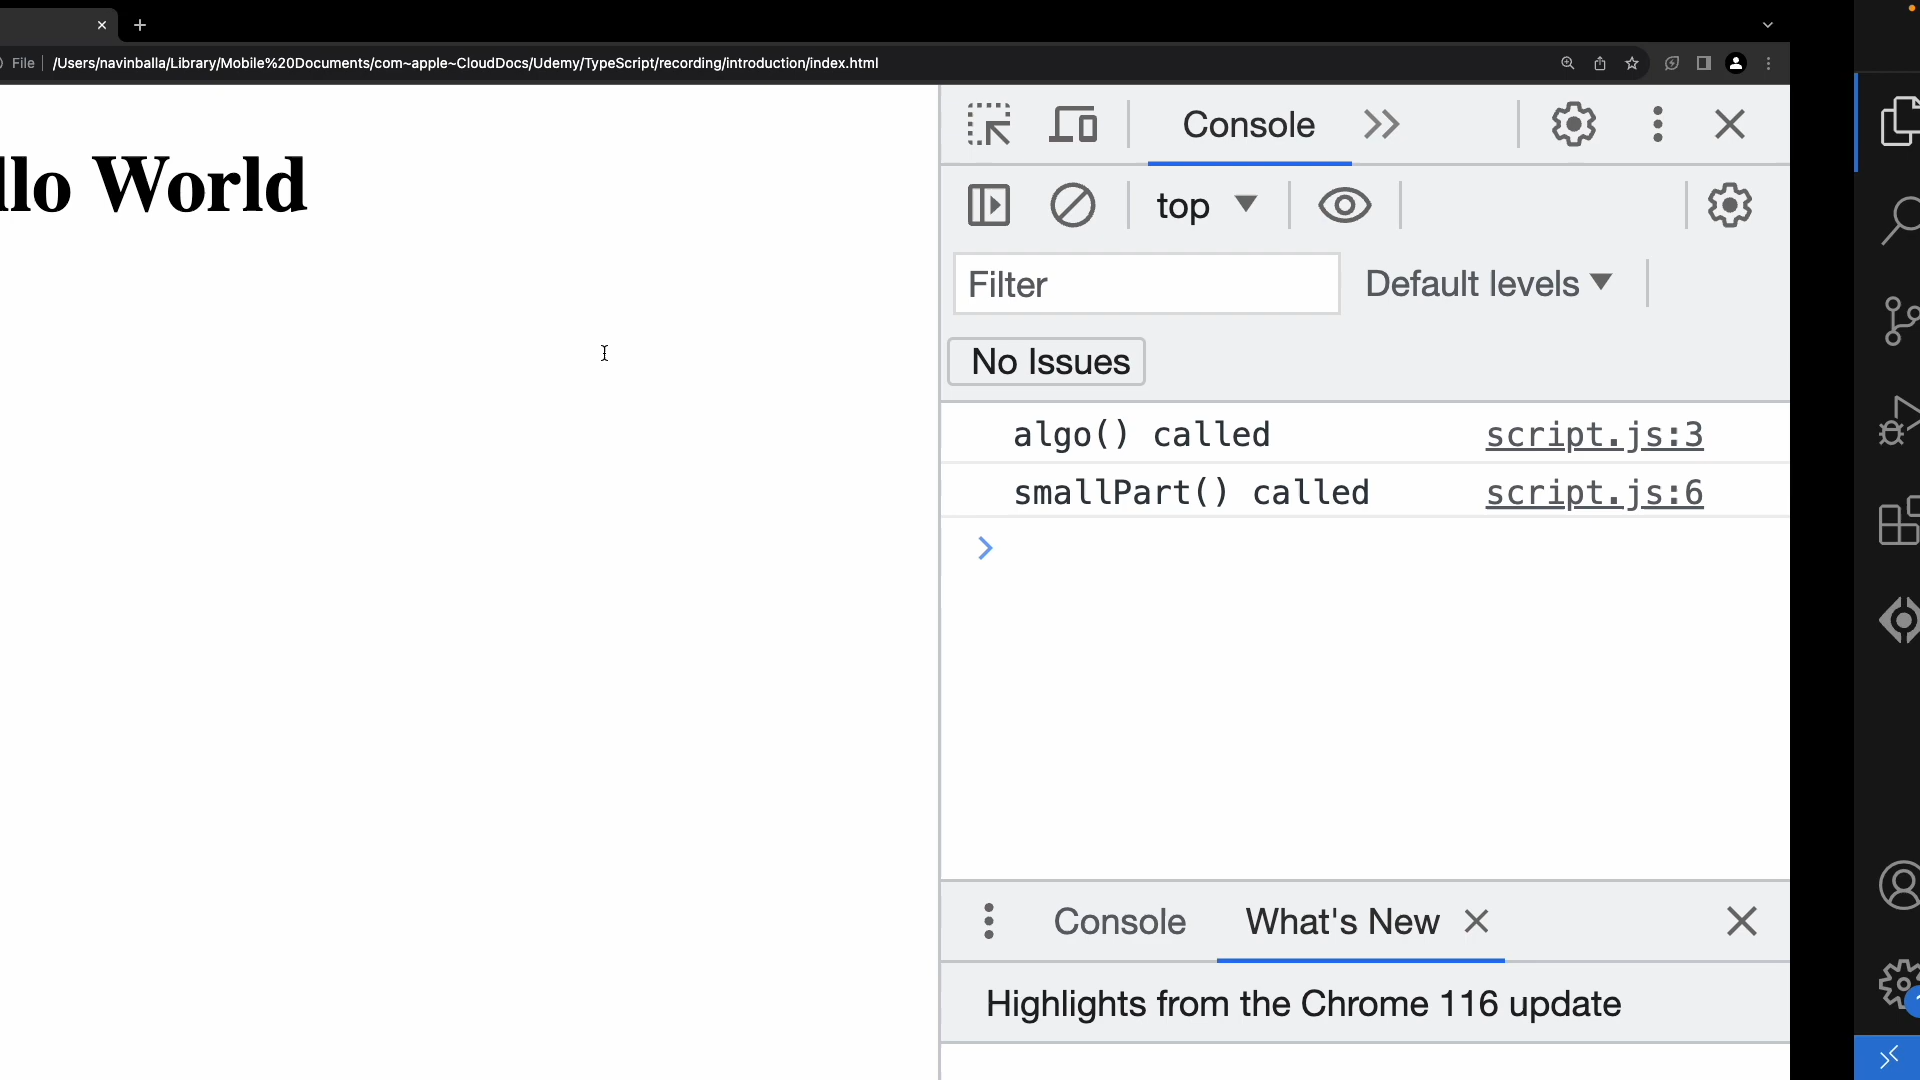 File /Users/navinballa/Library/Mobile%20Documents/com~apple~CloudDocs/Udemy/TypeScript/recording/introduction/index.html
llo World
Console
top
Filter
Default levels
No Issues
algo() called script.js:3
smallPart() called script.js:6
Console What's New
Highlights from the Chrome 116 update